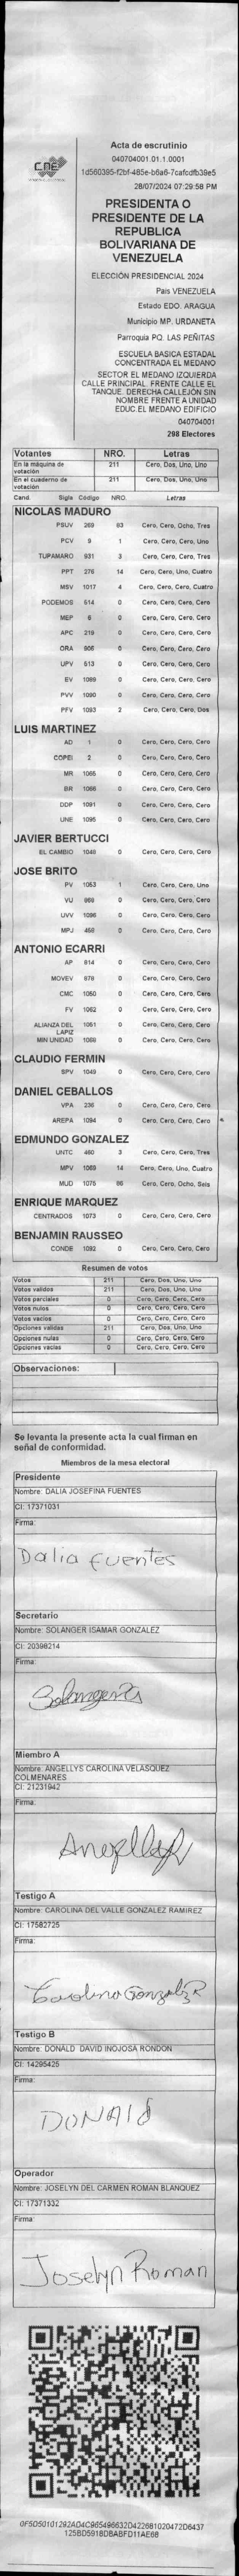 CNE
Acta de escrutinio
040704001.01.1.0001
1d560395-f2bf-485e-b6a6-7cafcdfb39e5
28/07/2024 07:29:58 PM
PRESIDENTA O
PRESIDENTE DE LA
REPUBLICA
BOLIVARIANA DE
VENEZUELA
ELECCIÓN PRESIDENCIAL 2024
Pais VENEZUELA
Estado EDO. ARAGUA
Municipio MP. URDANETA
Parroquia PQ. LAS PEÑITAS
ESCUELA BASICA ESTADAL
CONCENTRADA EL MEDANO
SECTOR EL MEDANO IZQUIERDA
CALLE PRINCIPAL. FRENTE CALLE EL
TANQUE. DERECHA CALLEJÓN SIN
NOMBRE FRENTE A UNIDAD
EDUC.EL MEDANO EDIFICIO
040704001
298 Electores
Votantes NRO. Letras
En la máquina de votación 211 Cero, Dos, Uno, Uno
En el cuaderno de votación 211 Cero, Dos, Uno, Uno
Cand. Sigla Código NRO. Letras
NICOLAS MADURO
PSUV 269 83 Cero, Cero, Ocho, Tres
PCV 9 1 Cero, Cero, Cero, Uno
TUPAMARO 931 3 Cero, Cero, Cero, Tres
PPT 276 14 Cero, Cero, Uno, Cuatro
MSV 1017 4 Cero, Cero, Cero, Cuatro
PODEMOS 514 0 Cero, Cero, Cero, Cero
MEP 6 0 Cero, Cero, Cero, Cero
APC 219 0 Cero, Cero, Cero, Cero
ORA 906 0 Cero, Cero, Cero, Cero
UPV 513 0 Cero, Cero, Cero, Cero
EV 1089 0 Cero, Cero, Cero, Cero
PVV 1090 0 Cero, Cero, Cero, Cero
PFV 1093 2 Cero, Cero, Cero, Dos
LUIS MARTINEZ
AD 1 0 Cero, Cero, Cero, Cero
COPEI 2 0 Cero, Cero, Cero, Cero
MR 1065 0 Cero, Cero, Cero, Cero
BR 1066 0 Cero, Cero, Cero, Cero
DDP 1091 0 Cero, Cero, Cero, Cero
UNE 1095 0 Cero, Cero, Cero, Cero
JAVIER BERTUCCI
EL CAMBIO 1046 0 Cero, Cero, Cero, Cero
JOSE BRITO
PV 1053 1 Cero, Cero, Cero, Uno
VU 969 0 Cero, Cero, Cero, Cero
UVV 1096 0 Cero, Cero, Cero, Cero
MPJ 458 0 Cero, Cero, Cero, Cero
ANTONIO ECARRI
AP 914 0 Cero, Cero, Cero, Cero
MOVEV 879 0 Cero, Cero, Cero, Cero
CMC 1050 0 Cero, Cero, Cero, Cero
FV 1062 0 Cero, Cero, Cero, Cero
ALIANZA DEL LAPIZ 1051 0 Cero, Cero, Cero, Cero
MIN UNIDAD 1069 0 Cero, Cero, Cero, Cero
CLAUDIO FERMIN
SPV 1049 0 Cero, Cero, Cero, Cero
DANIEL CEBALLOS
VPA 236 0 Cero, Cero, Cero, Cero
AREPA 1094 0 Cero, Cero, Cero, Cero
EDMUNDO GONZALEZ
UNTC 460 3 Cero, Cero, Cero, Tres
MPV 1069 14 Cero, Cero, Uno, Cuatro
MUD 1075 86 Cero, Cero, Ocho, Seis
ENRIQUE MARQUEZ
CENTRADOS 1073 0 Cero, Cero, Cero, Cero
BENJAMIN RAUSSEO
CONDE 1092 0 Cero, Cero, Cero, Cero
Resumen de votos
Votos 211 Cero, Dos, Uno, Uno
Votos validos 211 Cero, Dos, Uno, Uno
Votos parciales 0 Cero, Cero, Cero, Cero
Votos nulos 0 Cero, Cero, Cero, Cero
Votos vacios 0 Cero, Cero, Cero, Cero
Opciones validas 211 Cero, Dos, Uno, Uno
Opciones nulas 0 Cero, Cero, Cero, Cero
Opciones vacias 0 Cero, Cero, Cero, Cero
Observaciones:
Se levanta la presente acta la cual firman en
señal de conformidad.
Miembros de la mesa electoral
Presidente
Nombre: DALIA JOSEFINA FUENTES
CI: 17371031
Firma:
Dalia Fuentes
Secretario
Nombre: SOLANGER ISAMAR GONZALEZ
CI: 20398214
Firma:
Miembro A
Nombre: ANGELLYS CAROLINA VELASQUEZ
COLMENARES
CI: 21231942
Firma:
Testigo A
Nombre: CAROLINA DEL VALLE GONZALEZ RAMIREZ
CI: 17582725
Firma:
Carolina Gonzalez R
Testigo B
Nombre: DONALD DAVID INOJOSA RONDON
CI: 14295425
Firma:
DONAld
Operador
Nombre: JOSELYN DEL CARMEN ROMAN BLANQUEZ
CI: 17371332
Firma:
Joselyn Roman
0F5D50101292AD4C965496632D422681020472D6437
125BD5918DBABFD11AE68